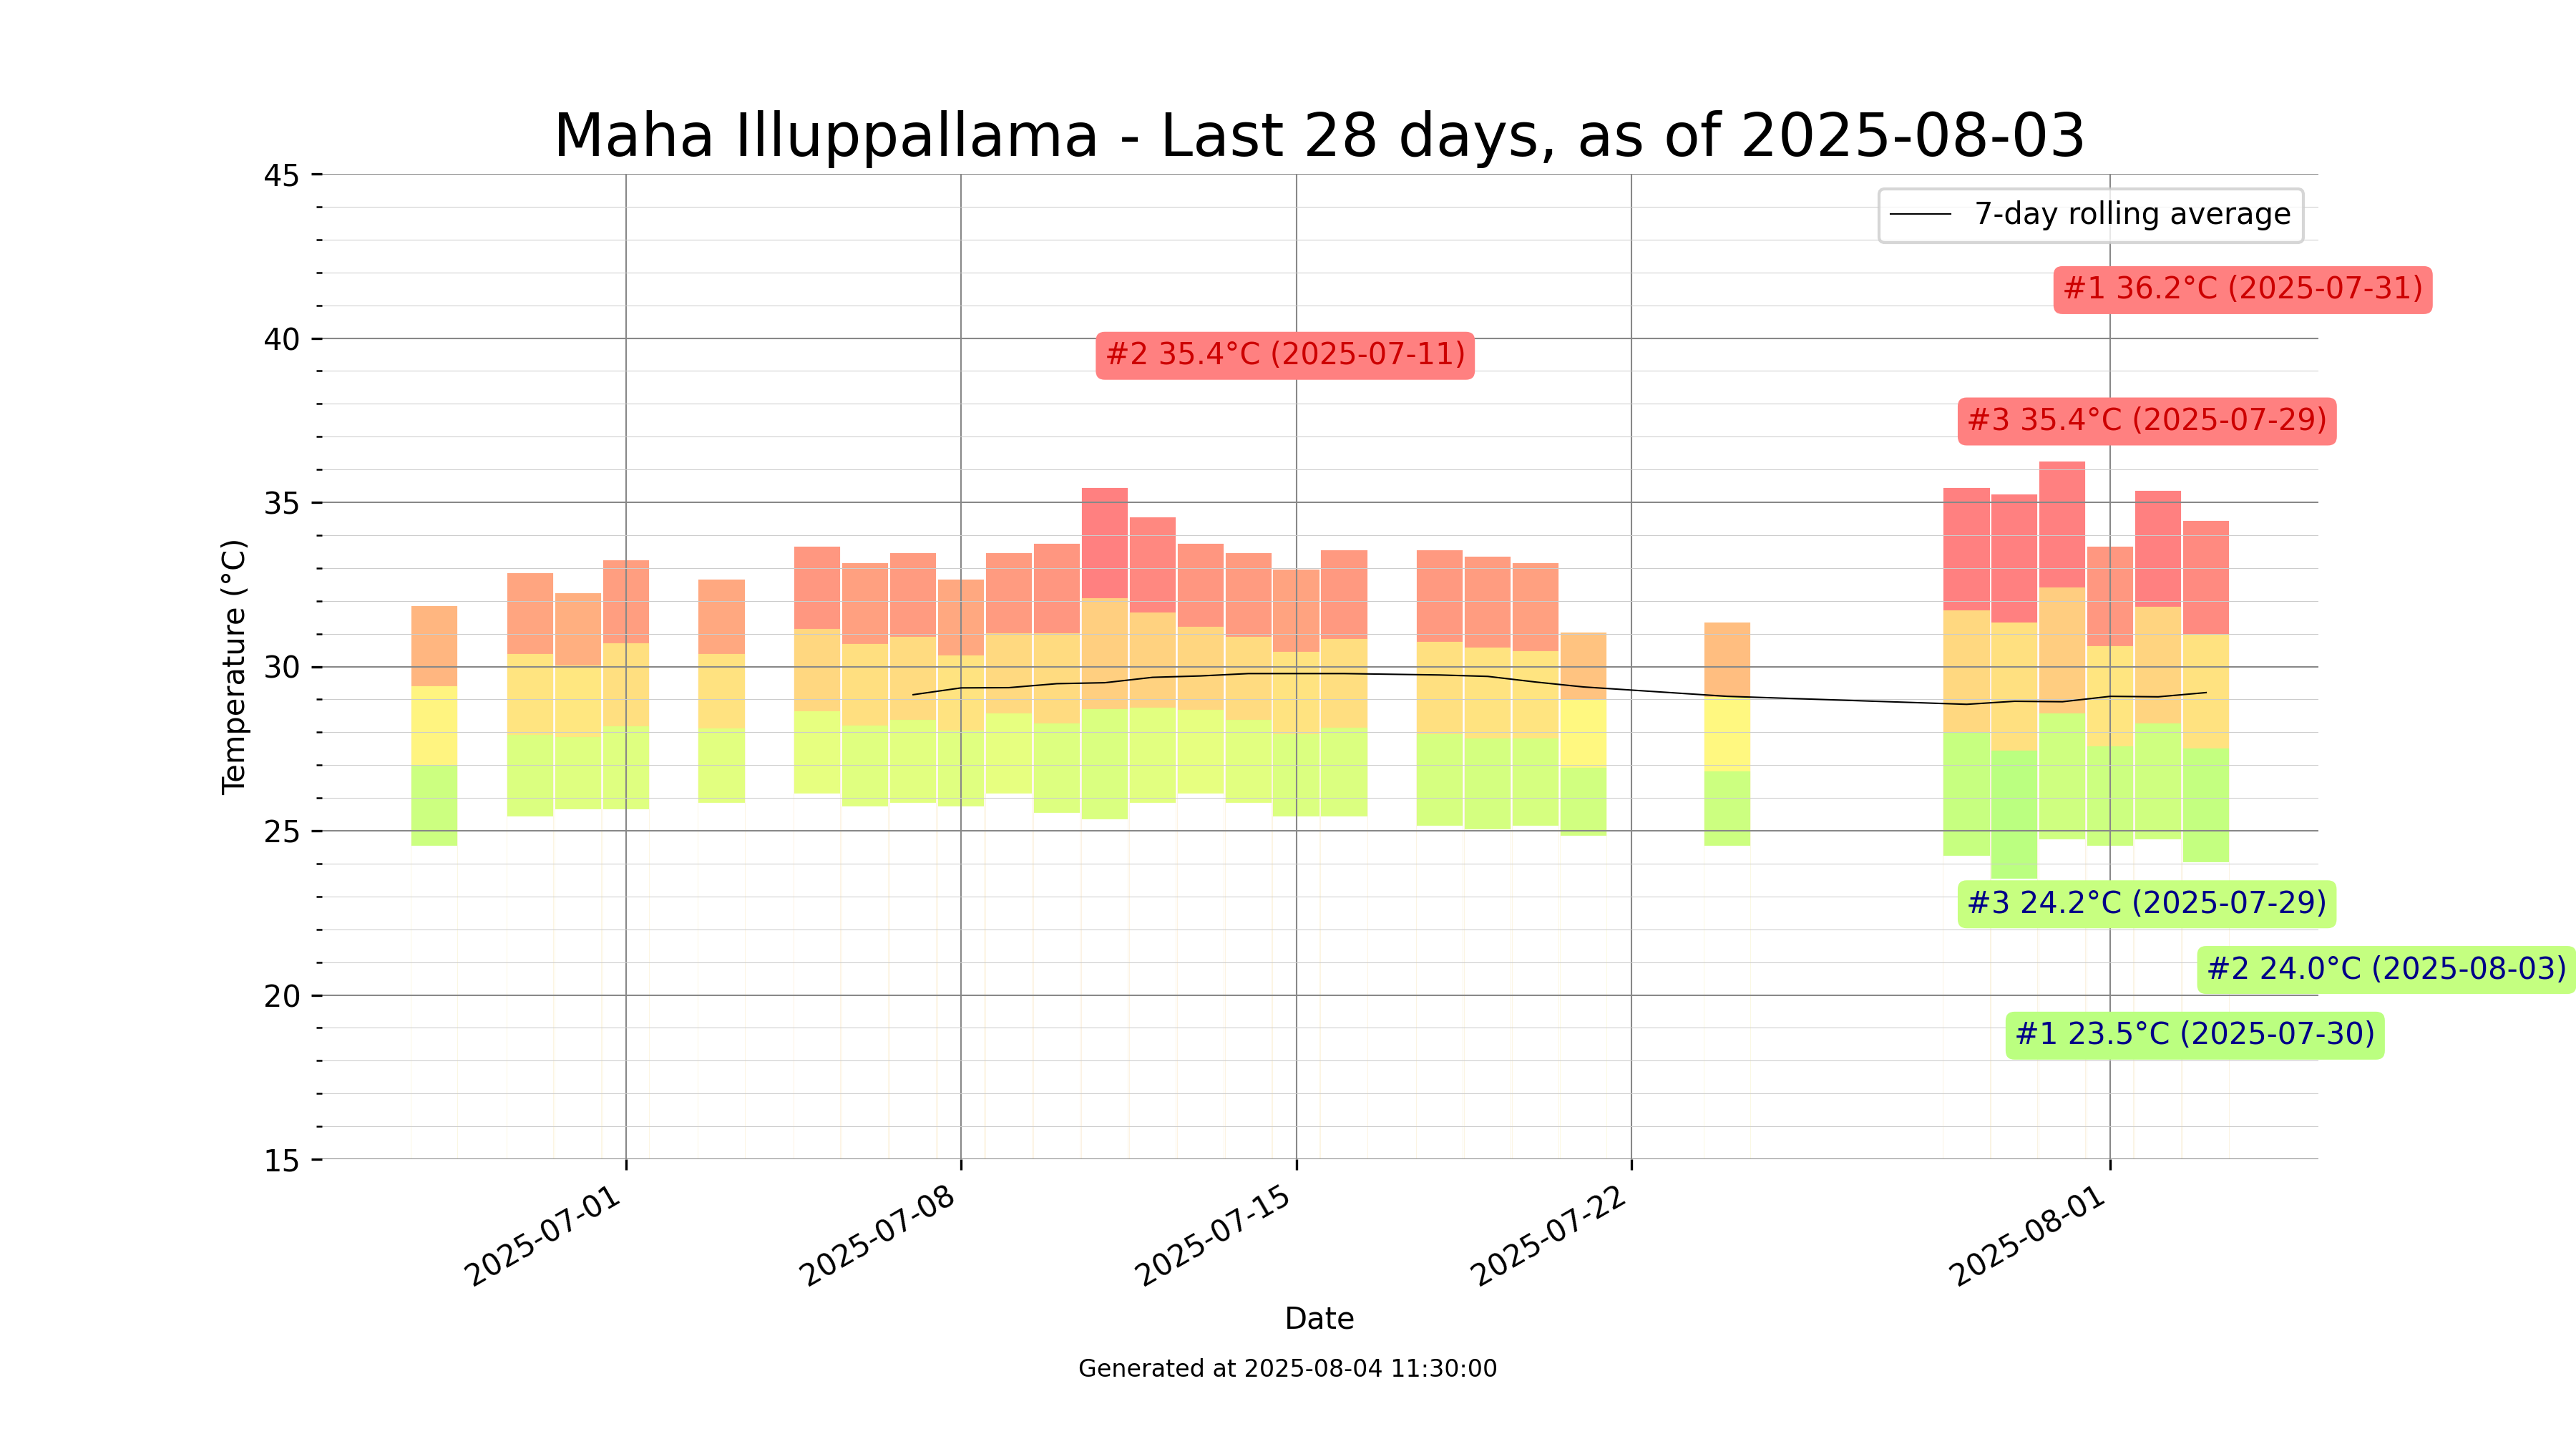 Maha Illuppallama - Last 28 days, as of 2025-08-03
45
7-day rolling average
#1 36.2°C (2025-07-31)
40
#2 35.4°C (2025-07-11)
#3 35.4°C (2025-07-29)
35
Temperature (°C)
30
25
#3 24.2°C (2025-07-29)
#2 24.0°C (2025-08-03)
20
#1 23.5°C (2025-07-30)
15
2025-07-01
2025-07-08
2025-07-15
2025-07-22
2025-08-01
Date
Generated at 2025-08-04 11:30:00